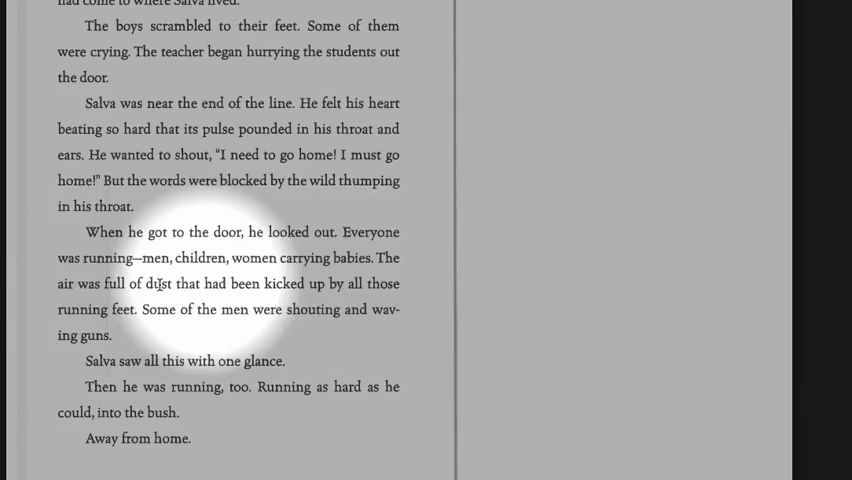 had come to where Salva lived.
The boys scrambled to their feet. Some of them
were crying. The teacher began hurrying the students out
the door.
Salva was near the end of the line. He felt his heart
beating so hard that its pulse pounded in his throat and
ears. He wanted to shout, “I need to go home! I must go
home!” But the words were blocked by the wild thumping
in his throat.
When he got to the door, he looked out. Everyone
was running—men, children, women carrying babies. The
air was full of dust that had been kicked up by all those
running feet. Some of the men were shouting and wav-
ing guns.
Salva saw all this with one glance.
Then he was running, too. Running as hard as he
could, into the bush.
Away from home.